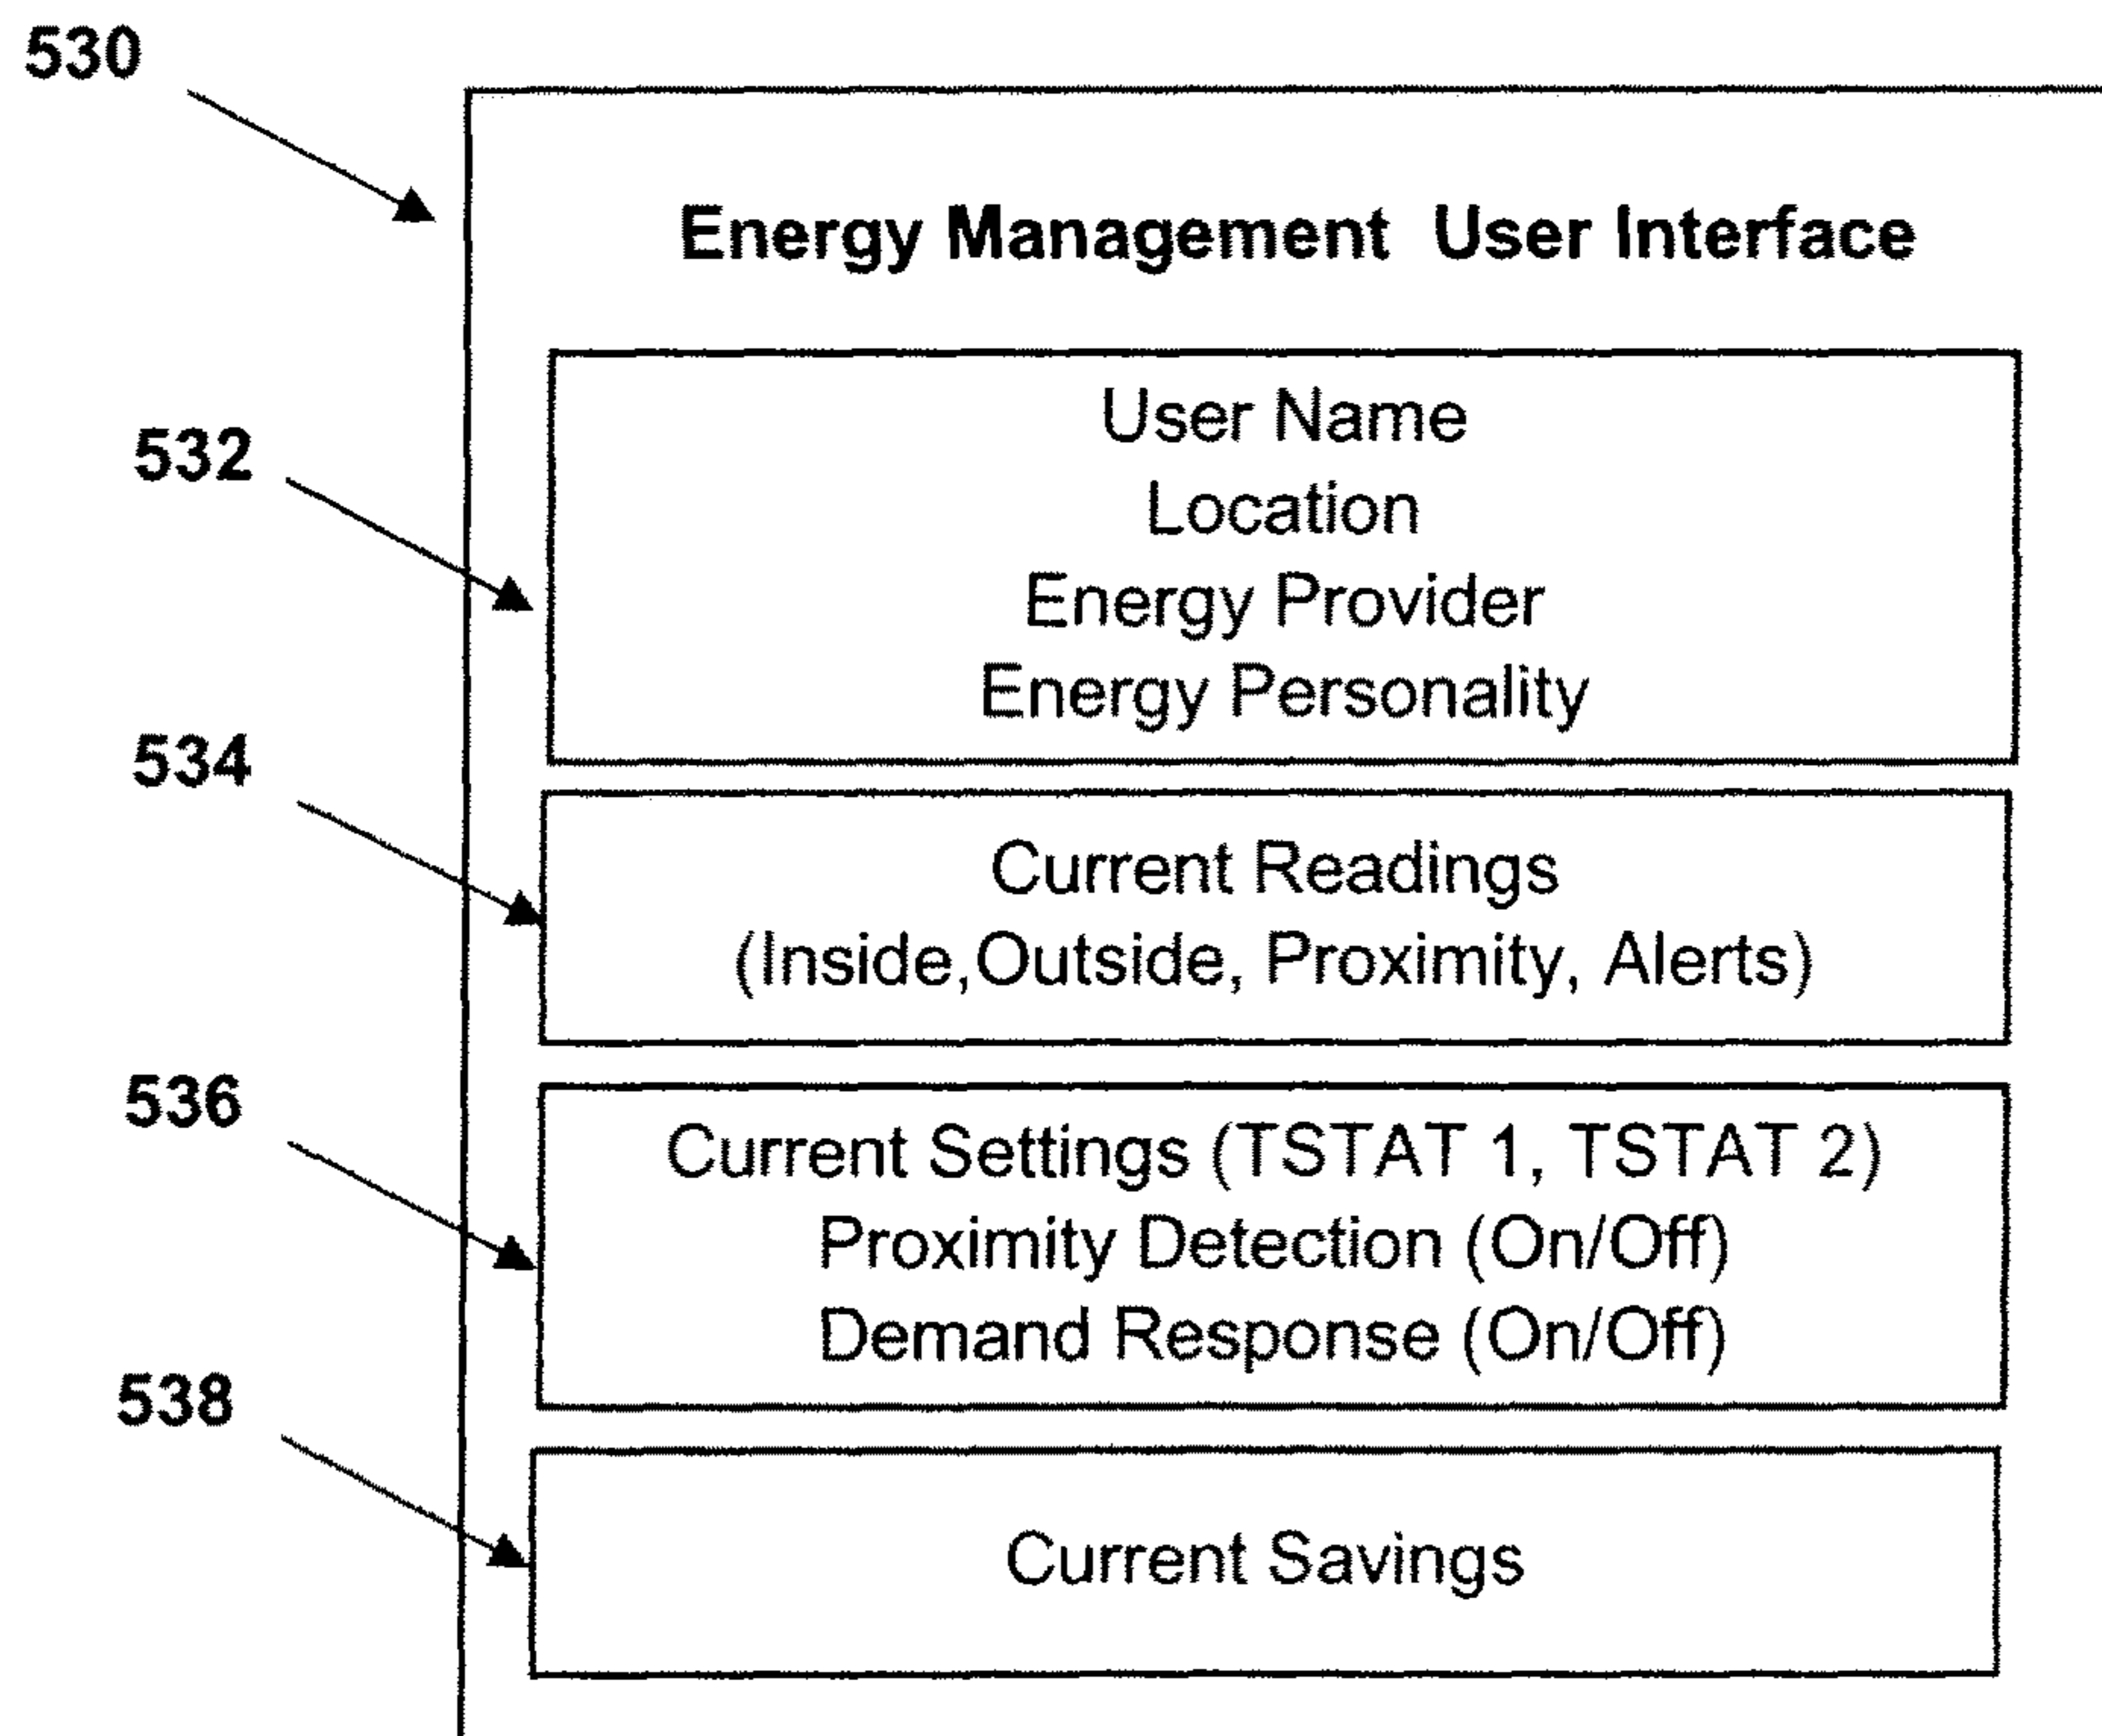 530
Energy Management User Interface
532
User Name
Location
Energy Provider
Energy Personality
534
Current Readings
(Inside,Outside, Proximity, Alerts)
536
Current Settings (TSTAT 1, TSTAT 2)
Proximity Detection (On/Off)
Demand Response (On/Off)
538
Current Savings